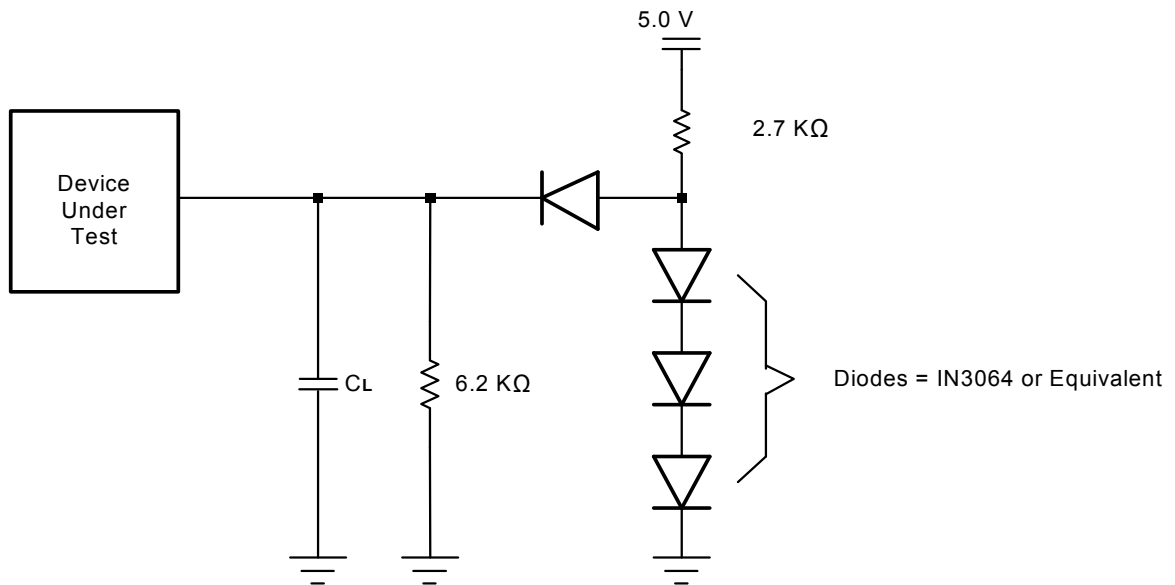 5.0 V
2.7 KΩ
Device
Under
Test
CL
6.2 KΩ
Diodes = IN3064 or Equivalent